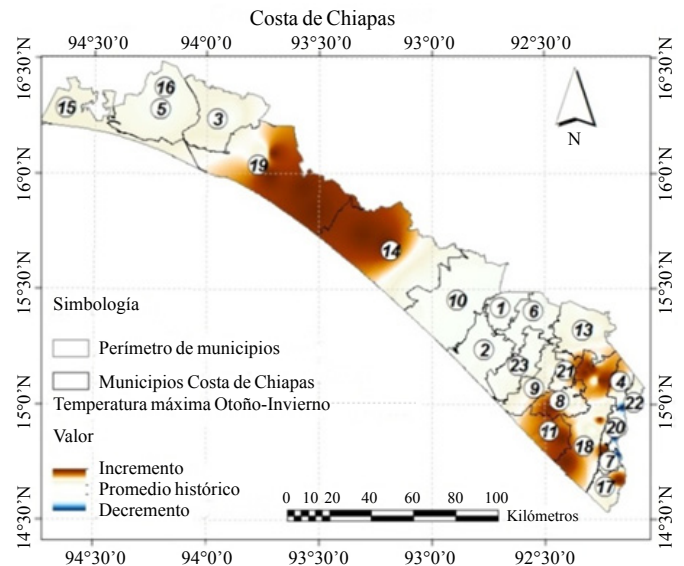 Costa de Chiapas
94°30’0 94°0’0 93°30’0 93°0’0 92°30’0
16°30’N 16°30’N
16
15 5 3
N
19
16°0’N 16°0’N
14
15°30’N 15°30’N
Simbología
10 1 6
13
Perímetro de municipios
2
23 21
Municipios Costa de Chiapas
9 4
8 22
15°0’N 15°0’N
Temperatura máxima Otoño-Invierno
11 20
18
Valor
7
Incremento
17
Promedio histórico
Decremento
0 10 20 40 60 80 100
Kilómetros
14°30’N 14°30’N
94°30’0 94°0’0 93°30’0 93°0’0 92°30’0